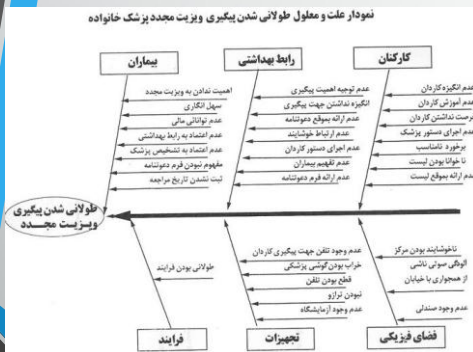 نمودار علت و معلول طولانی شدن پیگیری ویزیت مجدد پزشک خانواده
کارکنان
عدم انگیزه کاردان
عدم آموزش کاردان
فرصت نداشتن کاردان
عدم اجرای دستور پزشک
برخورد نامناسب
ناخوانا بودن لیست
عدم ارائه بموقع لیست
رابط بهداشتی
عدم توجیه اهمیت پیگیری
انگیزه نداشتن جهت پیگیری
عدم ارائه بموقع دعوتنامه
عدم ارتباط خوشایند
عدم اجرای دستور کاردان
عدم تفهیم بیماران
عدم ارائه فرم دعوتنامه
بیماران
اهمیت ندادن به ویزیت مجدد
سهل انگاری
عدم توانائی مالی
عدم اعتماد به رابط بهداشتی
عدم اعتماد به تشخیص پزشک
مفهوم نبودن فرم دعوتنامه
ثبت نشدن تاریخ مراجعه
طولانی شدن پیگیری
ویـزیـت مجـــدد
ناخوشایند بودن مرکز
آلودگی صوتی ناشی
از همجواری با خیابان
عدم وجود صندلی
فضای فیزیکی
عدم وجود تلفن جهت پیگیری کاردان
خراب بودن گوشی پزشکی
قطع بودن تلفن
نبودن ترازو
عدم وجود آزمایشگاه
تجهیزات
طولانی بودن فرایند
فرایند